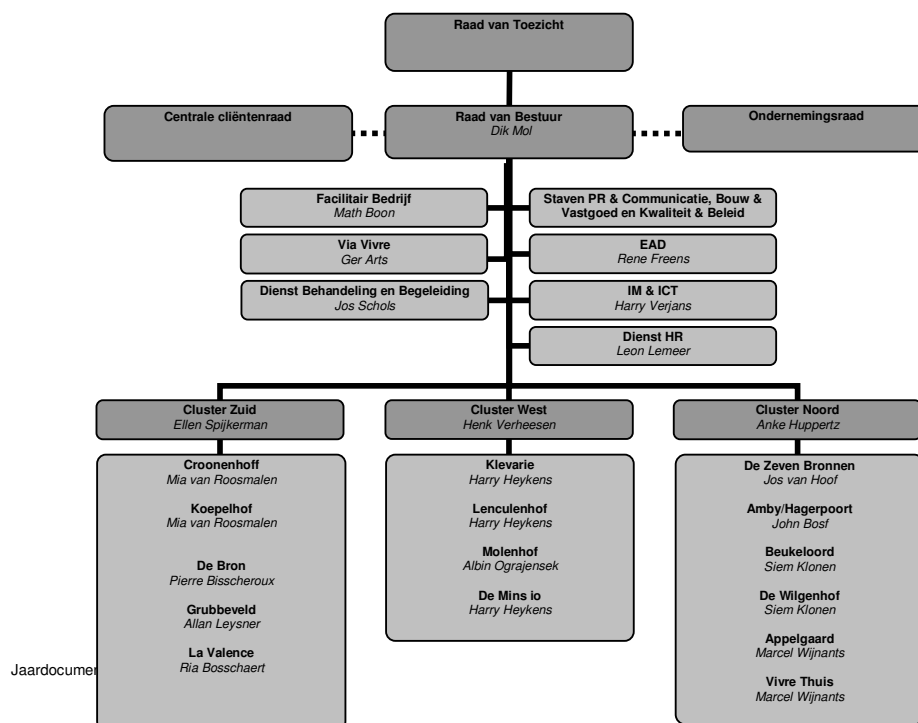 Raad van Toezicht
Centrale cliëntenraad
Raad van Bestuur
Dik Mol
Ondernemingsraad
Facilitair Bedrijf
Math Boon
Staven PR & Communicatie, Bouw &
Vastgoed en Kwaliteit & Beleid
Via Vivre
Ger Arts
EAD
Rene Freens
Dienst Behandeling en Begeleiding
Jos Schols
IM & ICT
Harry Verjans
Dienst HR
Leon Lemeer
Cluster Zuid
Ellen Spijkerman
Cluster West
Henk Verheesen
Cluster Noord
Anke Huppertz
Croonenhoff
Mia van Roosmalen
Koepelhof
Mia van Roosmalen
De Bron
Pierre Bisscheroux
Grubbeveld
Allan Leysner
La Valence
Ria Bosschaert
Klevarie
Harry Heykens
Lenculenhof
Harry Heykens
Molenhof
Albin Ograjensek
De Mins io
Harry Heykens
De Zeven Bronnen
Jos van Hoof
Amby/Hagerpoort
John Bosf
Beukeloord
Siem Klonen
De Wilgenhof
Siem Klonen
Appelgaard
Marcel Wijnants
Vivre Thuis
Marcel Wijnants
Jaardocumen